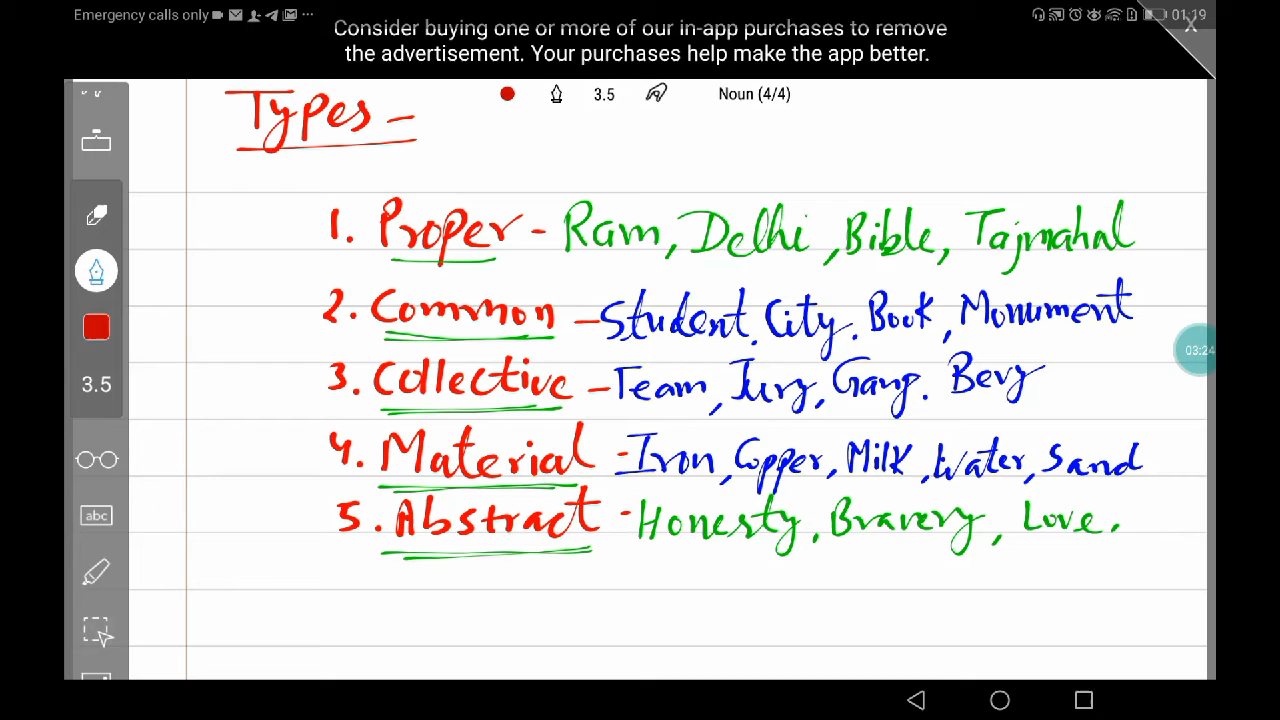 Emergency calls only ... 01:19
Consider buying one or more of our in-app purchases to remove
the advertisement. Your purchases help make the app better.
X
3.5 Noun (4/4)
Types -
1. Proper - Ram, Delhi, Bible, Tajmahal
2. Common - Student, City, Book, Monument
03:24
3. Collective - Team, Jury, Gang, Bevy
3.5
4. Material - Iron, Copper, Milk, Water, Sand
5. Abstract - Honesty, Bravery, Love,
abc